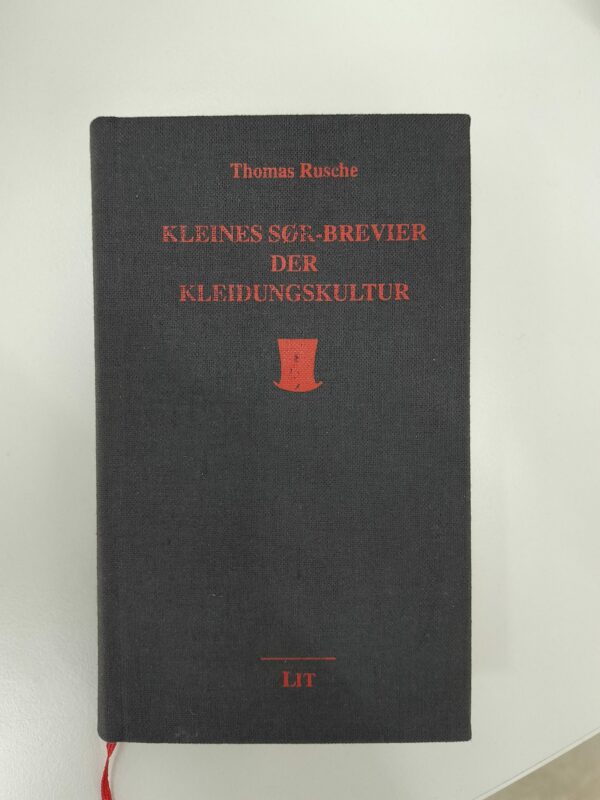 Thomas Rusche
KLEINES SØR-BREVIER
DER
KLEIDUNGSKULTUR
LIT